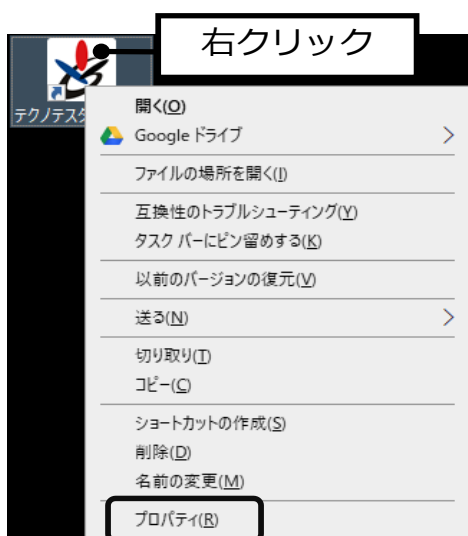 右クリック
テクノテスタ
開く(O)
Google ドライブ
ファイルの場所を開く(I)
互換性のトラブルシューティング(Y)
タスク バーにピン留めする(K)
以前のバージョンの復元(V)
送る(N)
切り取り(T)
コピー(C)
ショートカットの作成(S)
削除(D)
名前の変更(M)
プロパティ(R)